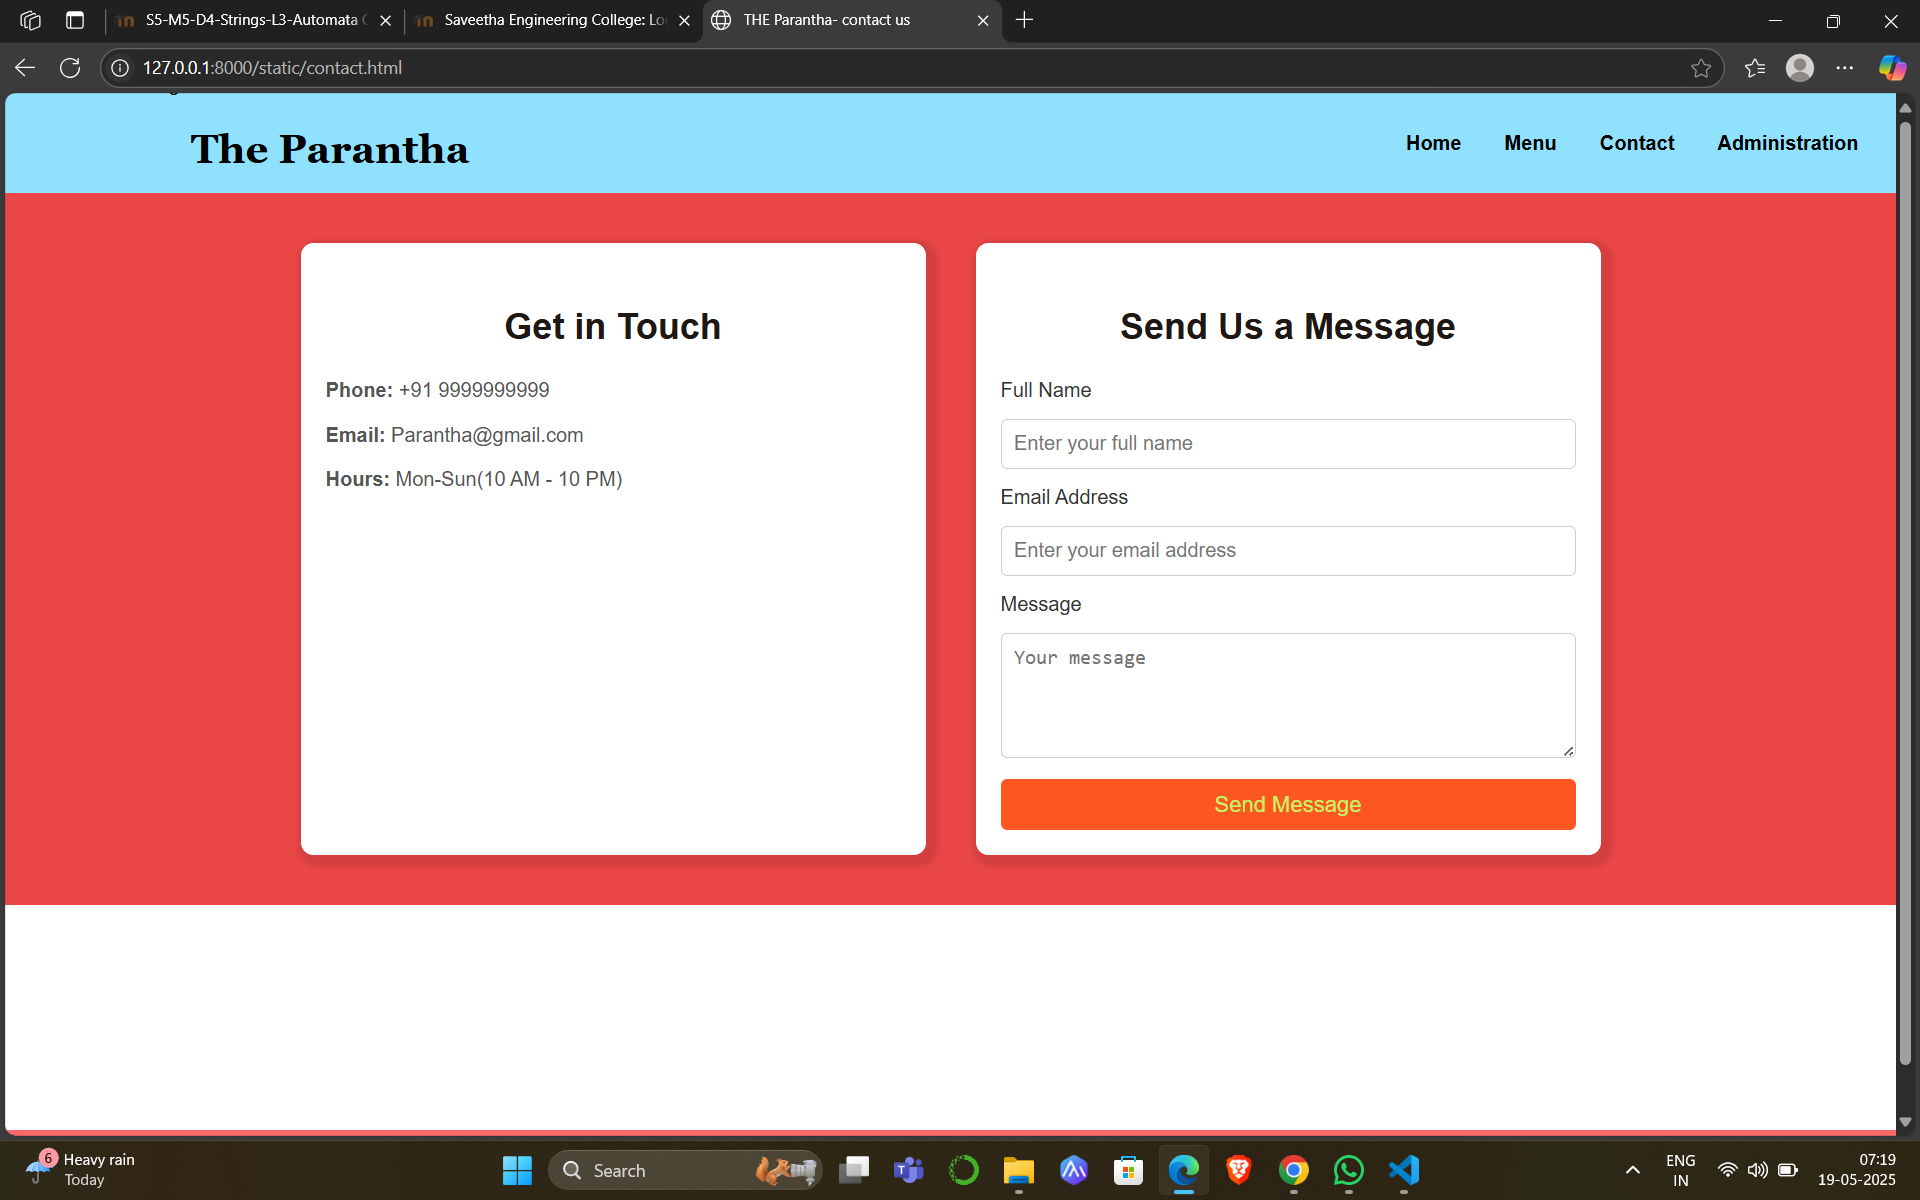 S5-M5-D4-Strings-L3-Automata
Saveetha Engineering College: Lo
THE Parantha- contact us
127.0.0.1:8000/static/contact.html
The Parantha
Home Menu Contact Administration
Get in Touch
Phone: +91 9999999999
Email: Parantha@gmail.com
Hours: Mon-Sun(10 AM - 10 PM)
Send Us a Message
Full Name
Enter your full name
Email Address
Enter your email address
Message
Your message
Send Message
6
Heavy rain
Today
Search
ENG
IN
07:19
19-05-2025